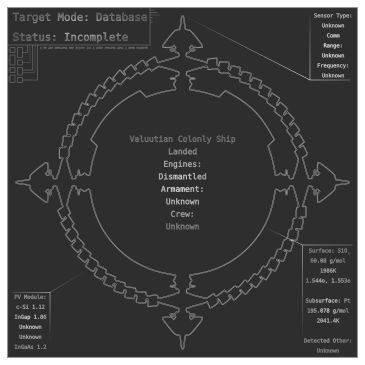 Target Mode: Database
Status: Incomplete
Sensor Type:
Unknown
Comm
Range:
Unknown
Frequency:
Unknown
Valuutian Colonly Ship
Landed
Engines:
Dismantled
Armament:
Unknown
Crew:
Unknown
PV Module:
c-Si 1.12
InGap 1.86
Unknown
Unknown
InGaAs 1.2
Surface: SiO₂
60.08 g/mol
1986K
1.544o, 1.553e
Subsurface: Pt
195.078 g/mol
2041.4K
Detected Other:
Unknown